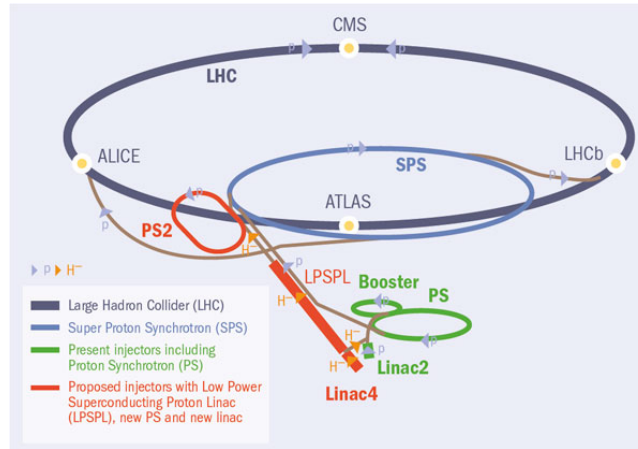 CMS
p
p
LHC
ALICE
p
SPS
LHCb
p
p
ATLAS
PS2
p
H⁻
p H⁻
LPSPL
p
Booster
PS
H⁻
p
H⁻
p
p
H⁻
Linac2
Linac4
Large Hadron Collider (LHC)
Super Proton Synchrotron (SPS)
Present injectors including
Proton Synchrotron (PS)
Proposed injectors with Low Power
Superconducting Proton Linac
(LPSPL), new PS and new linac